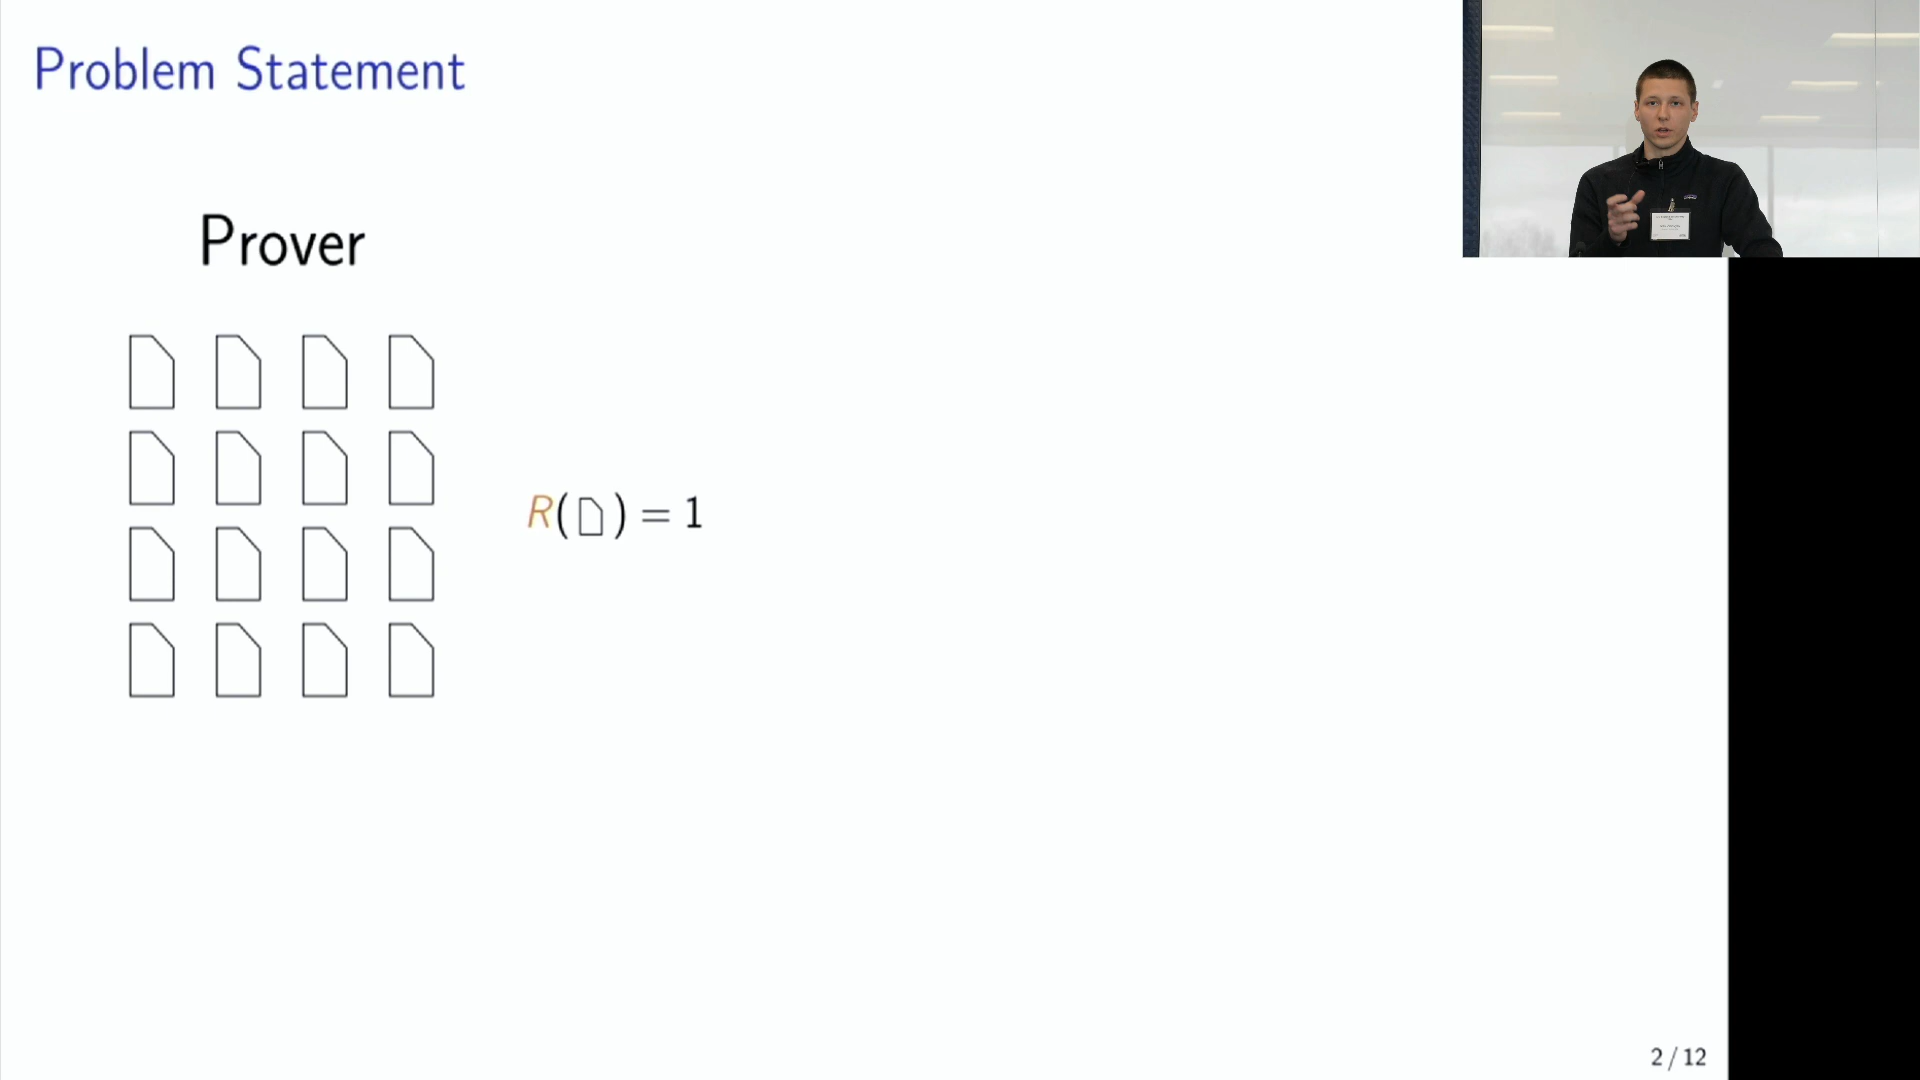 Problem Statement
Prover
R( ) = 1
2 / 12